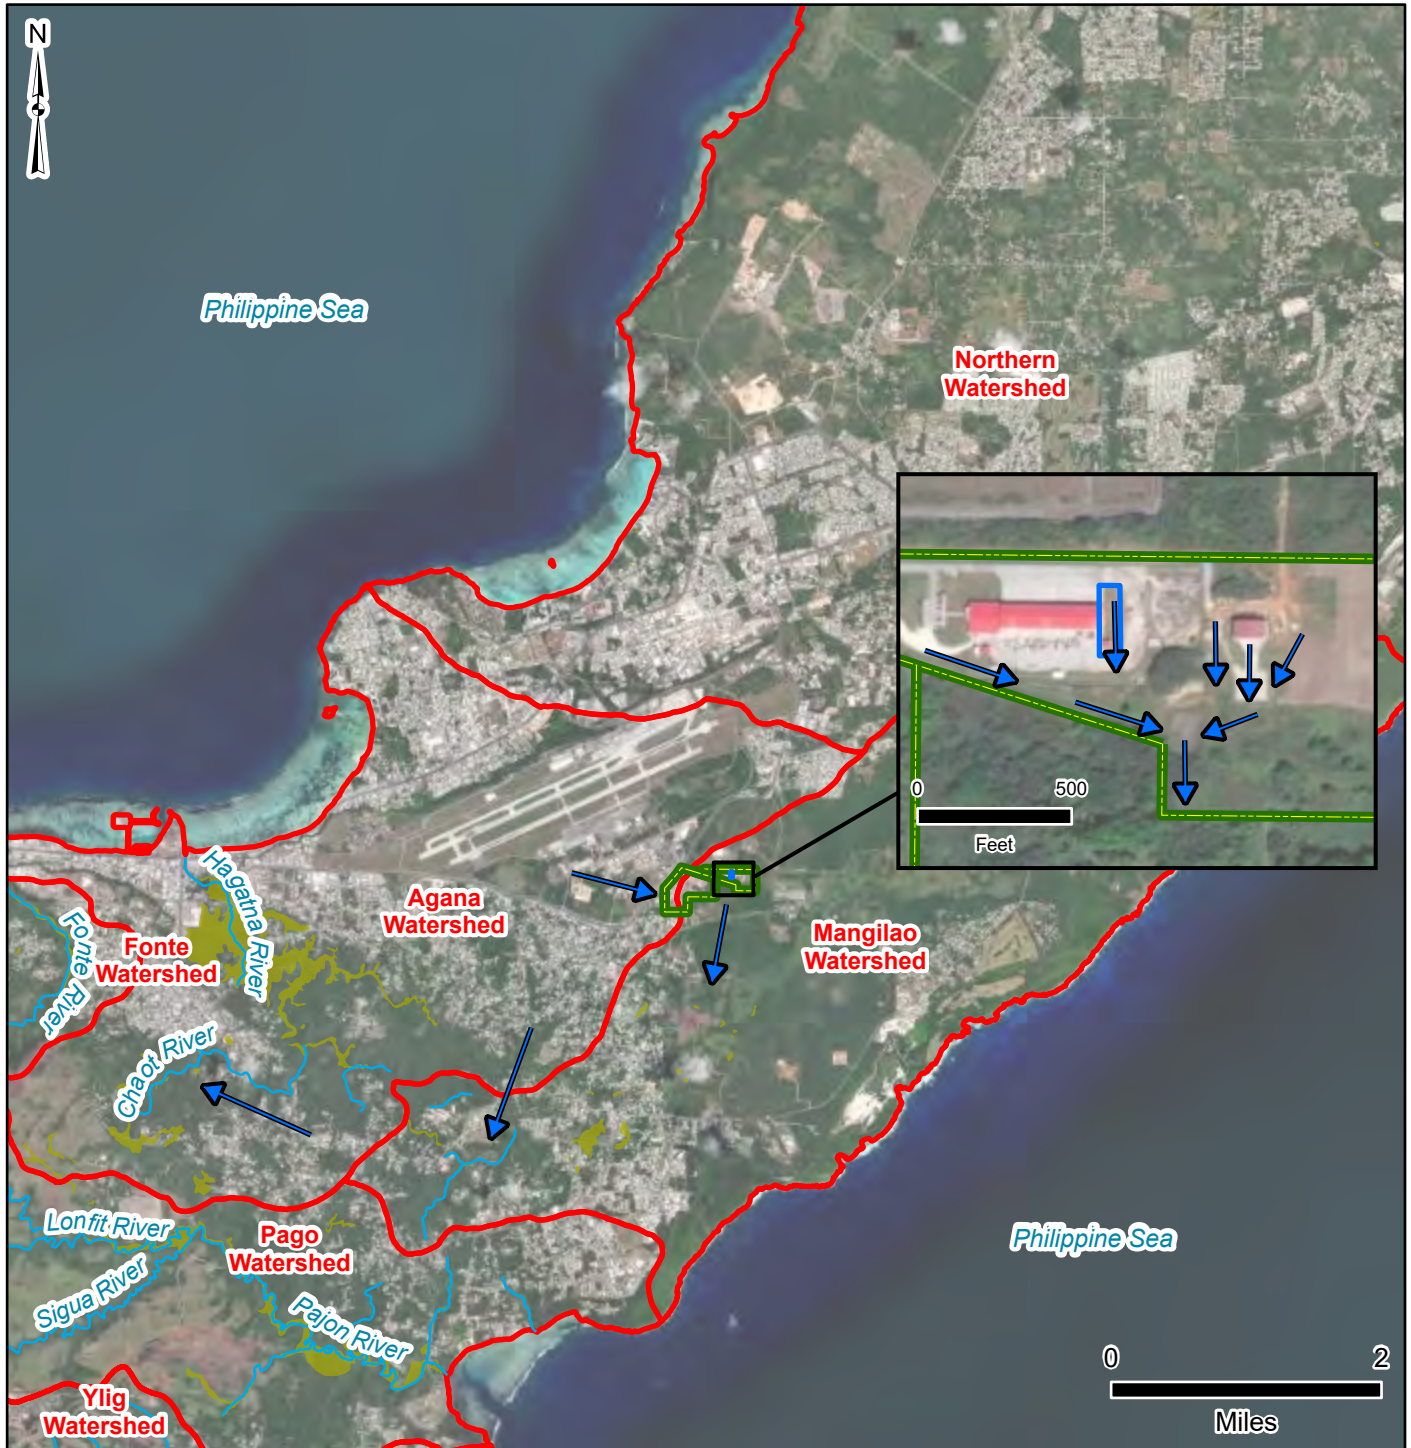 N
Philippine Sea
Northern
Watershed
0
500
Feet
Hagatna River
Agana
Watershed
Fonte River
Fonte
Watershed
Mangilao
Watershed
Chaot River
Lonfit River
Pago
Watershed
Philippine Sea
Sigua River
Pajon River
0
2
Miles
Ylig
Watershed